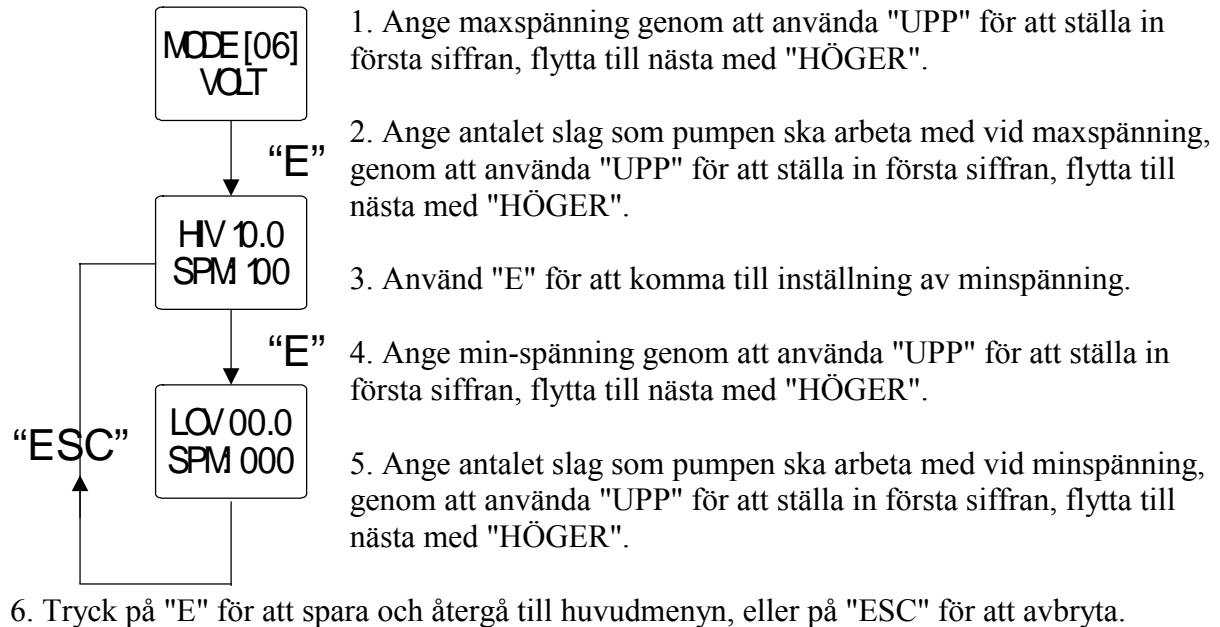 MODE [06]
VOLT
“E”
HIV 10.0
SPM: 100
“E”
LOV 00.0
SPM: 000
“ESC”
1. Ange maxspänning genom att använda "UPP" för att ställa in
första siffran, flytta till nästa med "HÖGER".
2. Ange antalet slag som pumpen ska arbeta med vid maxspänning,
genom att använda "UPP" för att ställa in första siffran, flytta till
nästa med "HÖGER".
3. Använd "E" för att komma till inställning av minspänning.
4. Ange min-spänning genom att använda "UPP" för att ställa in
första siffran, flytta till nästa med "HÖGER".
5. Ange antalet slag som pumpen ska arbeta med vid minspänning,
genom att använda "UPP" för att ställa in första siffran, flytta till
nästa med "HÖGER".
6. Tryck på "E" för att spara och återgå till huvudmenyn, eller på "ESC" för att avbryta.